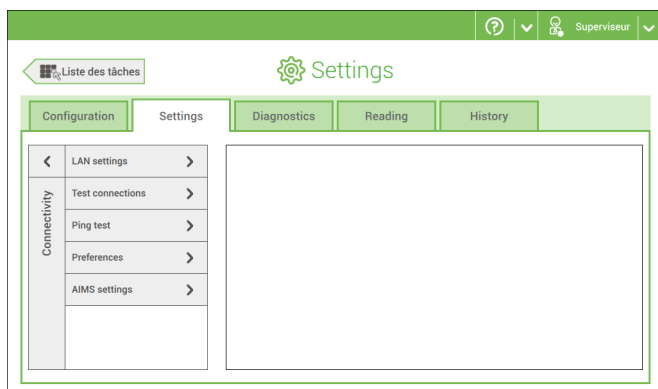 Superviseur
Liste des tâches
Settings
Configuration
Settings
Diagnostics
Reading
History
Connectivity
LAN settings
Test connections
Ping test
Preferences
AIMS settings